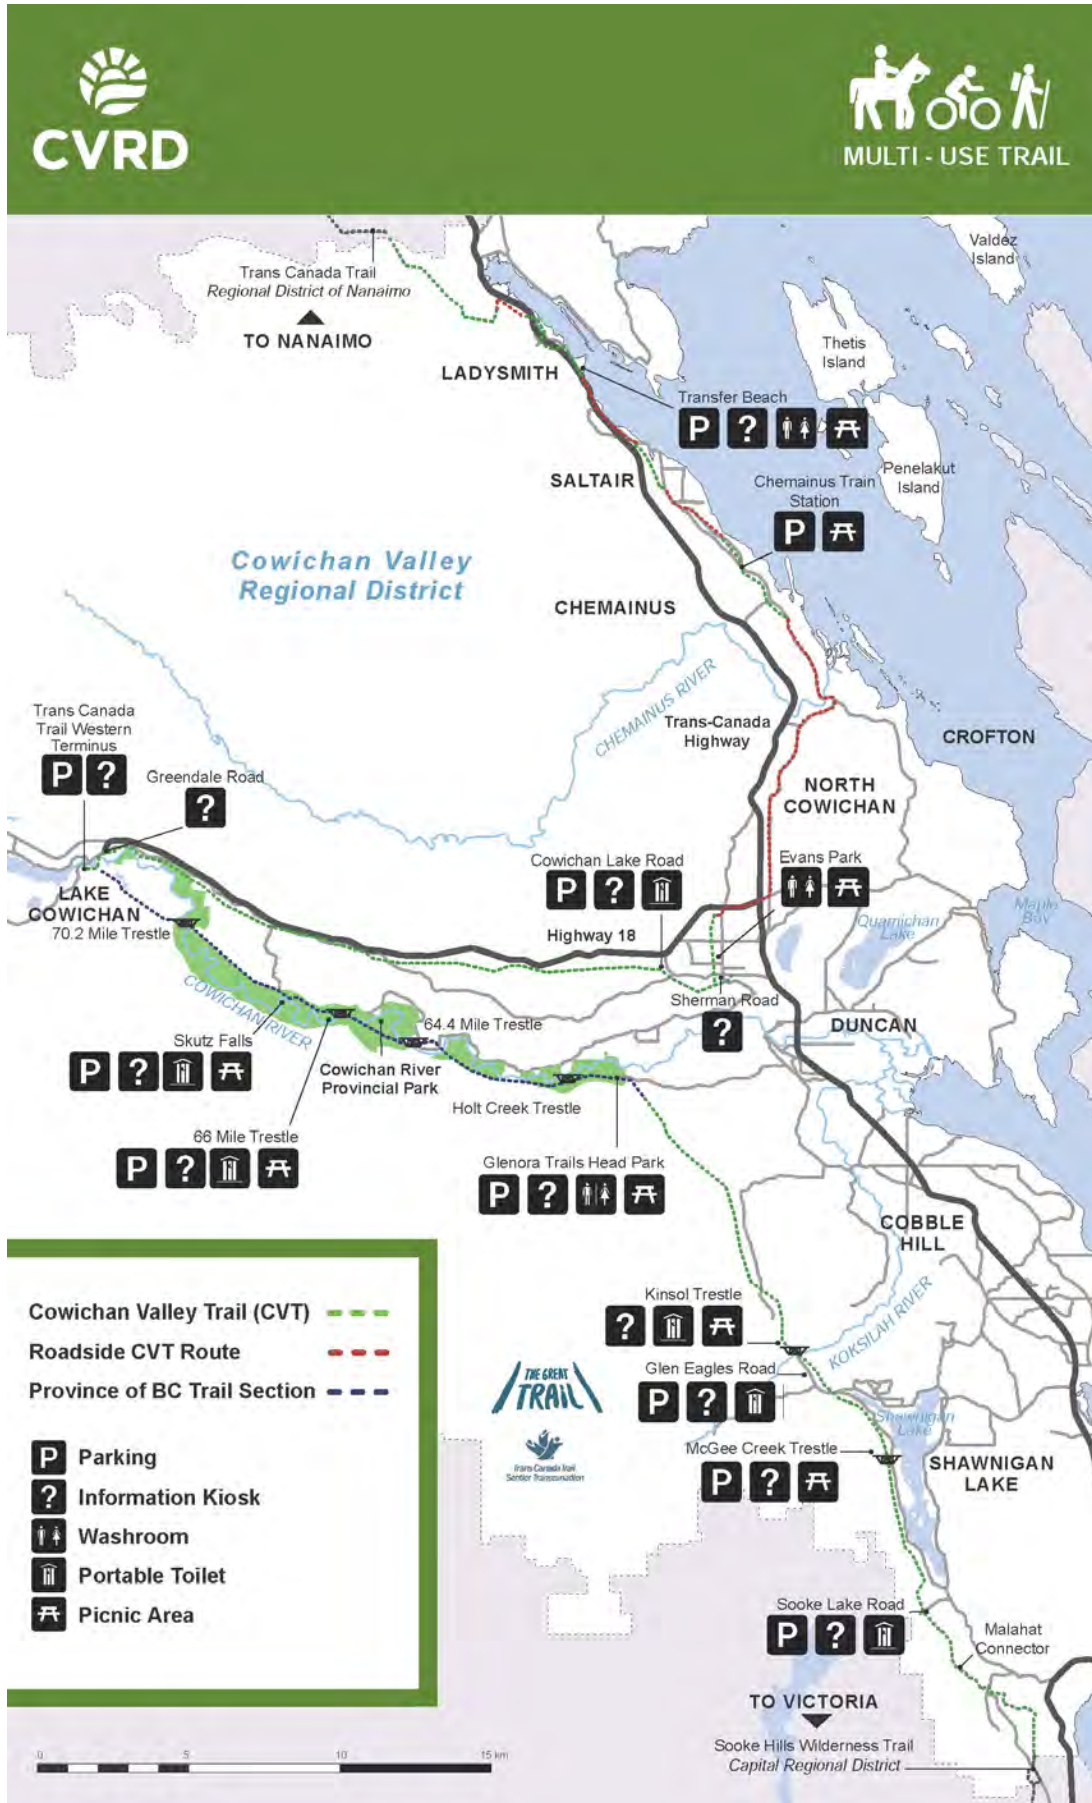 CVRD
MULTI - USE TRAIL
Valdez
Island
Trans Canada Trail
Regional District of Nanaimo
TO NANAIMO
Thetis
Island
LADYSMITH
Transfer Beach
P ?
SALTAIR
Penelakut
Island
Chemainus Train
Station
P
Cowichan Valley
Regional District
CHEMAINUS
CHEMAINUS RIVER
Trans Canada
Trail Western
Terminus
P ?
Trans-Canada
Highway
CROFTON
Greendale Road
?
NORTH
COWICHAN
Cowichan Lake Road
P ?
Evans Park
LAKE
COWICHAN
70.2 Mile Trestle
Highway 18
Quamichan
Lake
Maple
Bay
COWICHAN RIVER
Sherman Road
?
DUNCAN
Skutz Falls
P ?
64.4 Mile Trestle
Cowichan River
Provincial Park
Holt Creek Trestle
66 Mile Trestle
P ?
Glenora Trails Head Park
P ?
COBBLE
HILL
Kinsol Trestle
?
KOKSILAH RIVER
Glen Eagles Road
P ?
Shawnigan
Lake
McGee Creek Trestle
P ?
SHAWNIGAN
LAKE
THE GREAT
TRAIL
Trans Canada Trail
Sentier Transcanadien
Cowichan Valley Trail (CVT)
Roadside CVT Route
Province of BC Trail Section
P Parking
? Information Kiosk
Washroom
Portable Toilet
Picnic Area
Sooke Lake Road
P ?
Malahat
Connector
TO VICTORIA
Sooke Hills Wilderness Trail
Capital Regional District
0 5 10 15 km